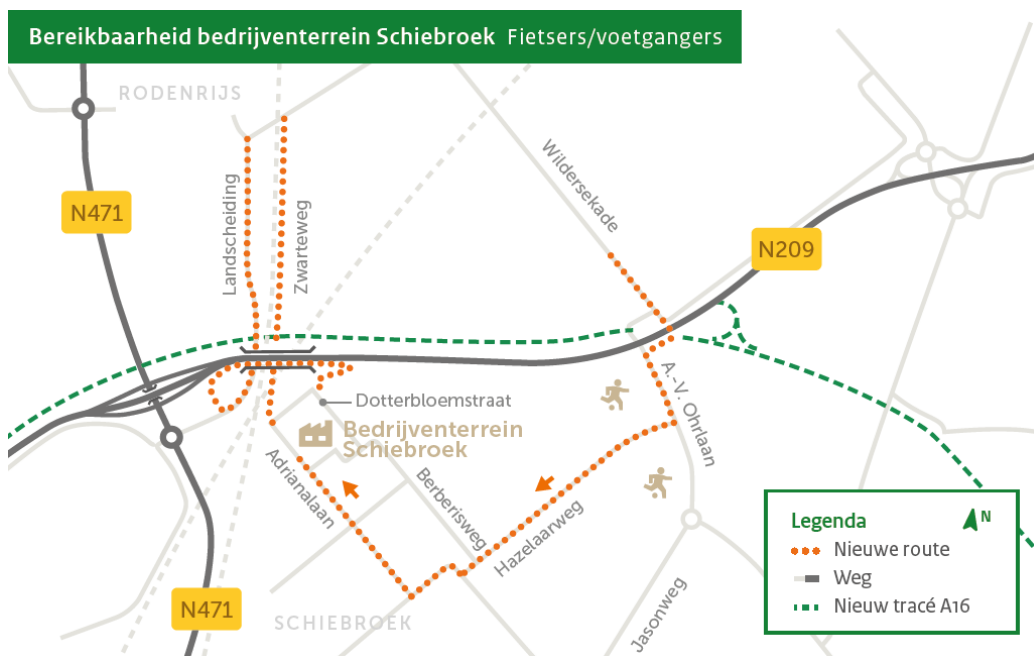 Bereikbaarheid bedrijventerrein Schiebroek Fietsers/voetgangers
RODENRIJS
N471
Landscheiding
Zwarteweg
Wildersekade
N209
A.-V. Ohrlaan
Dotterbloemstraat
Bedrijventerrein
Schiebroek
Adrianalaan
Berberisweg
Hazelaarweg
N471
SCHIEBROEK
Jasonweg
Legenda
N
Nieuwe route
Weg
Nieuw tracé A16